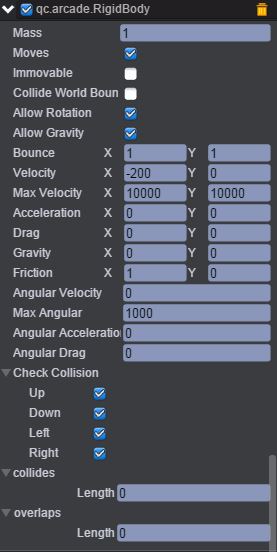 qc.arcade.RigidBody
Mass 1
Moves
Immovable
Collide World Boun
Allow Rotation
Allow Gravity
Bounce X 1 Y 1
Velocity X -200 Y 0
Max Velocity X 10000 Y 10000
Acceleration X 0 Y 0
Drag X 0 Y 0
Gravity X 0 Y 0
Friction X 1 Y 0
Angular Velocity 0
Max Angular 1000
Angular Acceleratio 0
Angular Drag 0
Check Collision
Up
Down
Left
Right
collides
Length 0
overlaps
Length 0